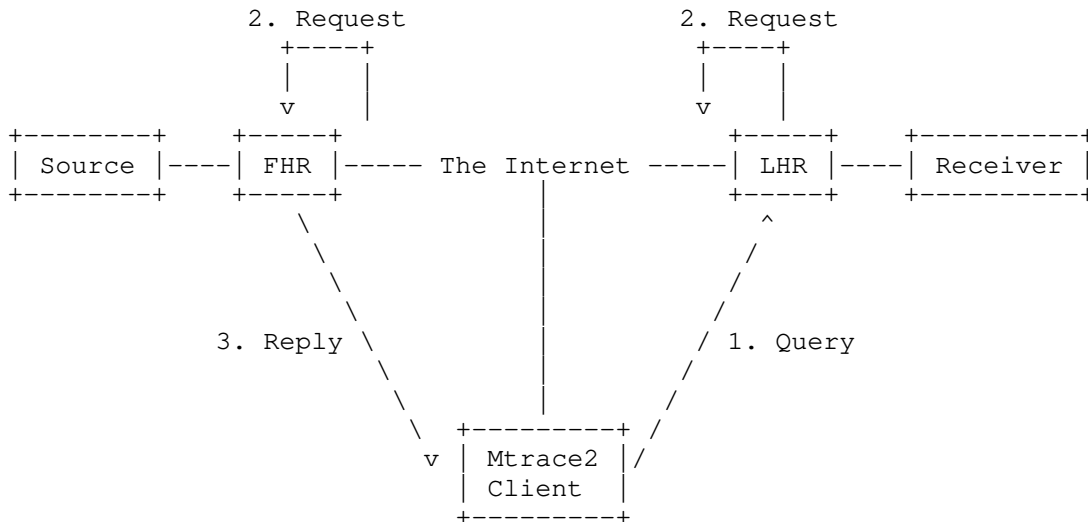 2. Request 2. Request
Source FHR The Internet LHR Receiver
3. Reply 1. Query
Mtrace2
Client